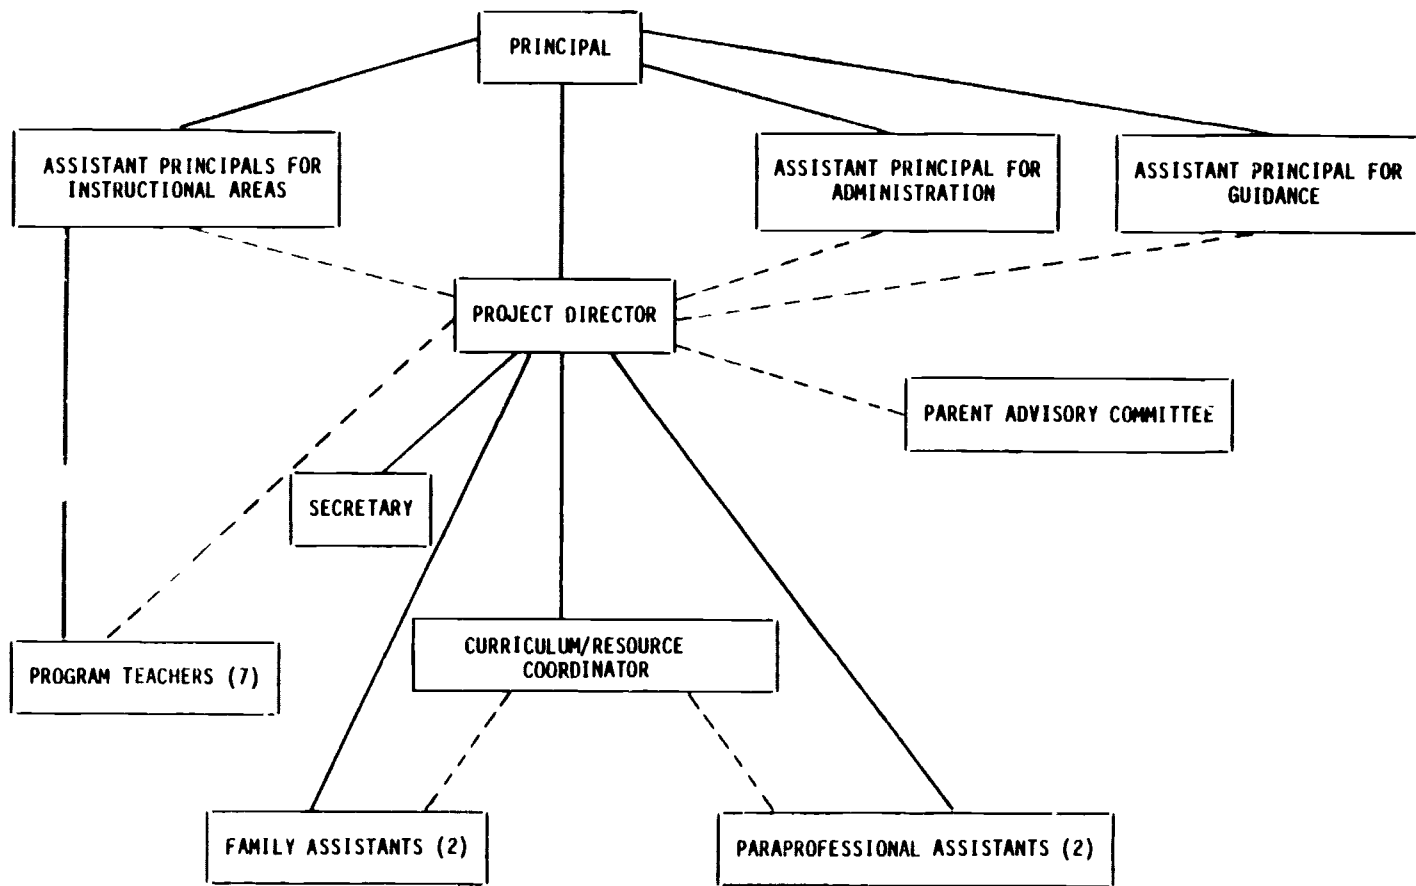 PRINCIPAL
ASSISTANT PRINCIPALS FOR
INSTRUCTIONAL AREAS
ASSISTANT PRINCIPAL FOR
ADMINISTRATION
ASSISTANT PRINCIPAL FOR
GUIDANCE
PROJECT DIRECTOR
PARENT ADVISORY COMMITTEE
SECRETARY
CURRICULUM/RESOURCE
COORDINATOR
PROGRAM TEACHERS (7)
FAMILY ASSISTANTS (2)
PARAPROFESSIONAL ASSISTANTS (2)